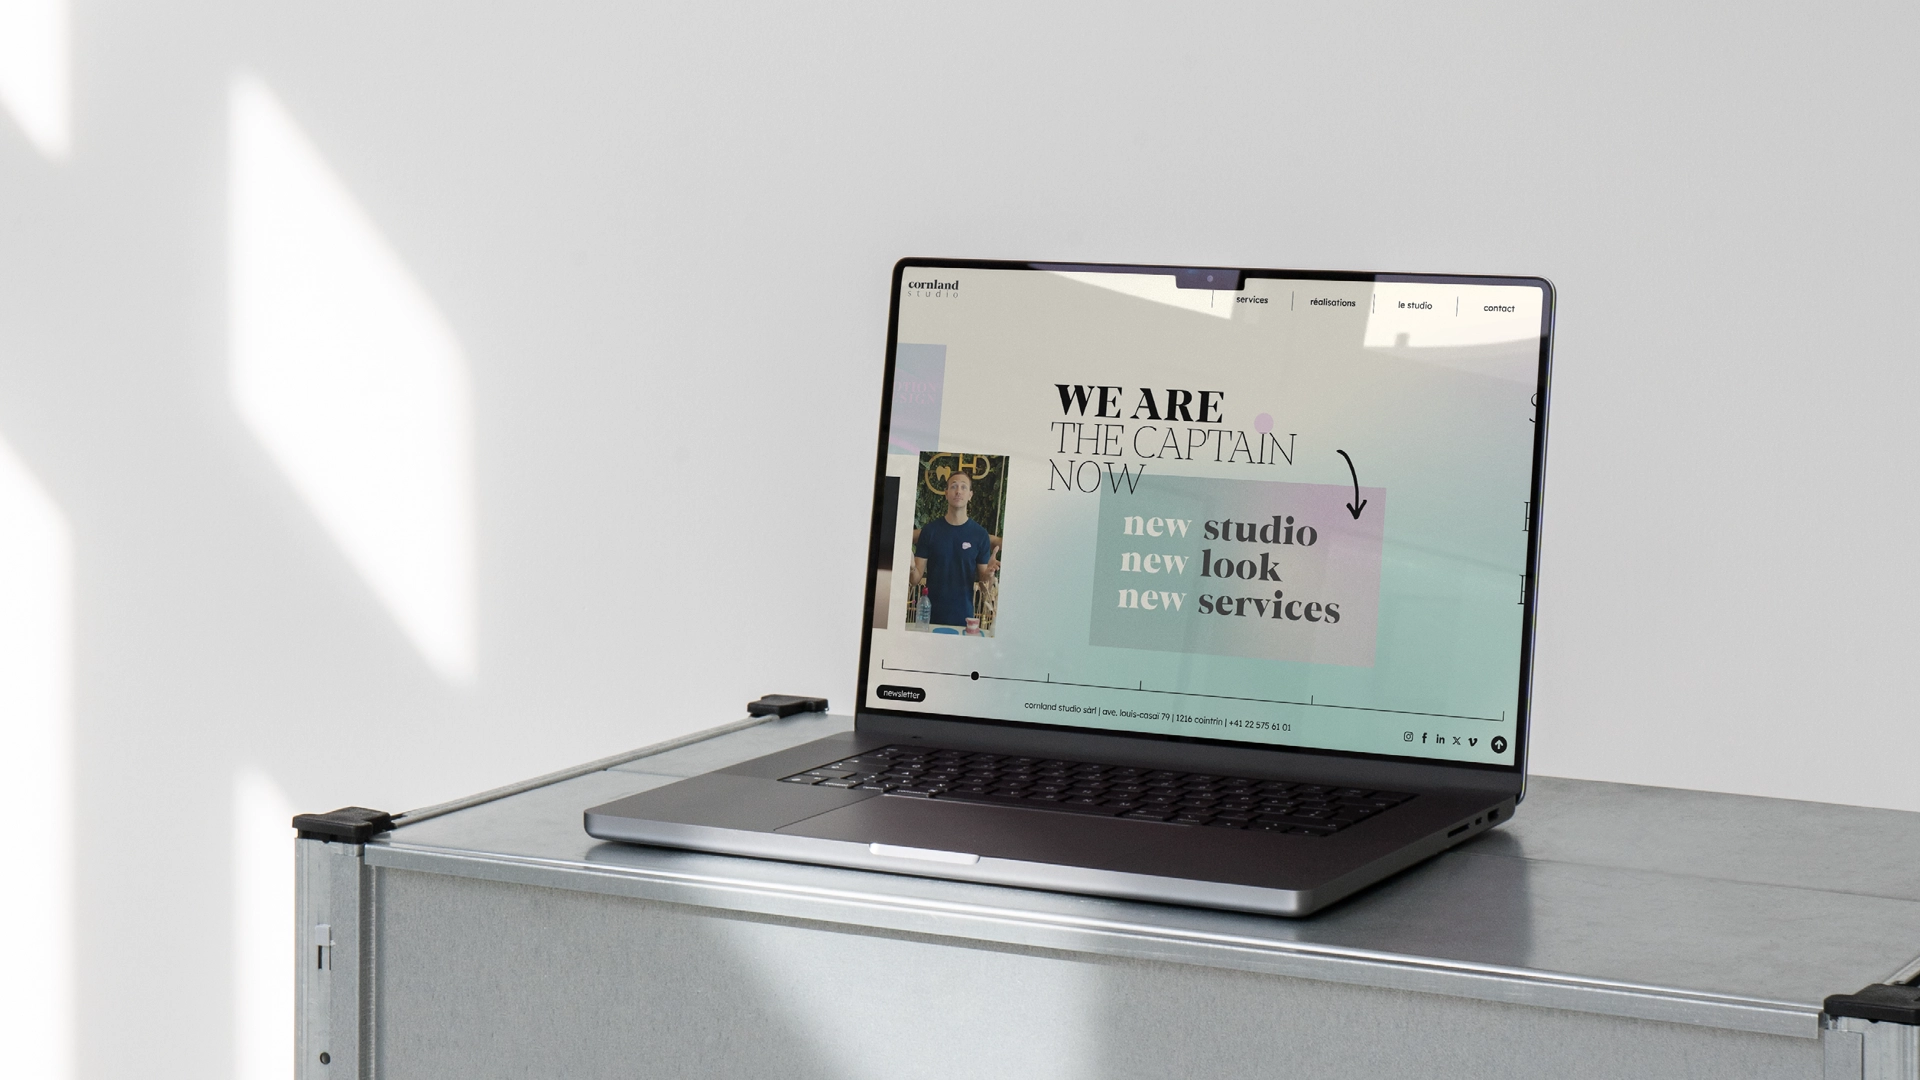 cornland
studio
services
réalisations
le studio
contact
WE ARE
THE CAPTAIN
NOW
new studio
new look
new services
newsletter
cornland studio sàrl | ave. louis-casaï 79 | 1216 cointrin | +41 22 575 61 01